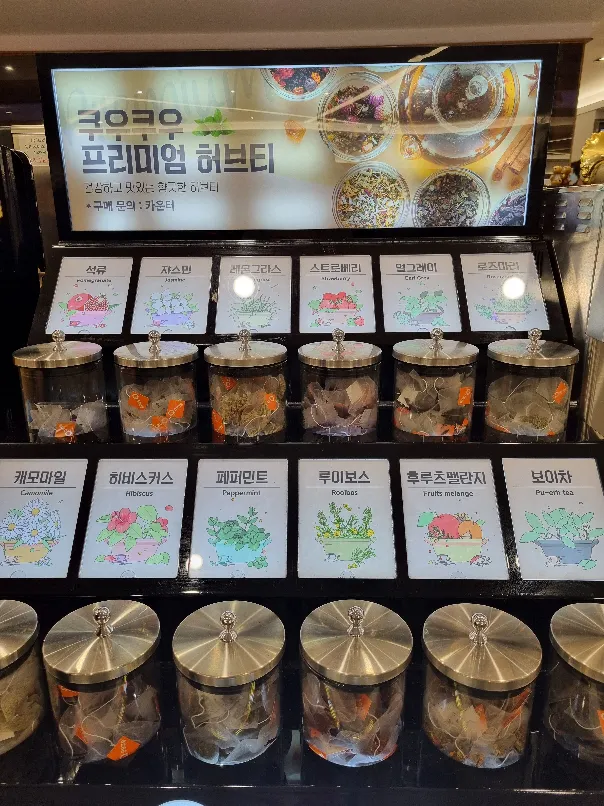 쿠우쿠우
프리미엄 허브티
건강하고 맛있는 향긋한 허브티
* 구매 문의 : 카운터
석류
Pomegranate
쟈스민
Jasmine
레몬그라스
스트로베리
Strawberry
얼그레이
Earl Grey
로즈마리
캐모마일
Camomile
히비스커스
Hibiscus
페퍼민트
Peppermint
루이보스
Rooibos
후루츠멜란지
Fruits melange
보이차
Pu-erh tea